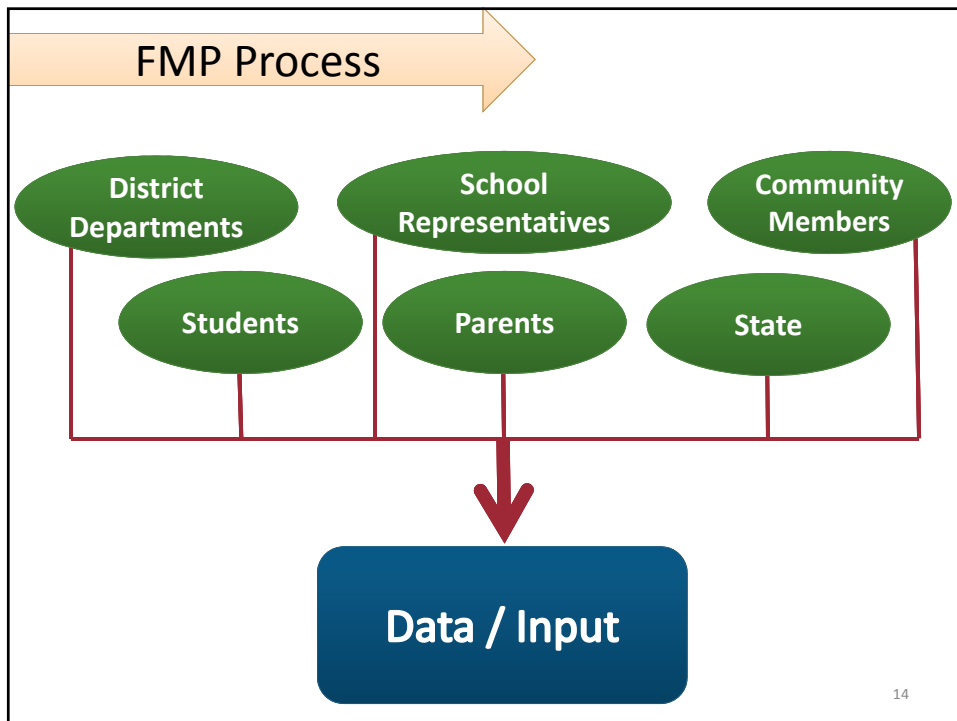 FMP Process
District
Departments
School
Representatives
Community
Members
Students
Parents
State
Data / Input
14